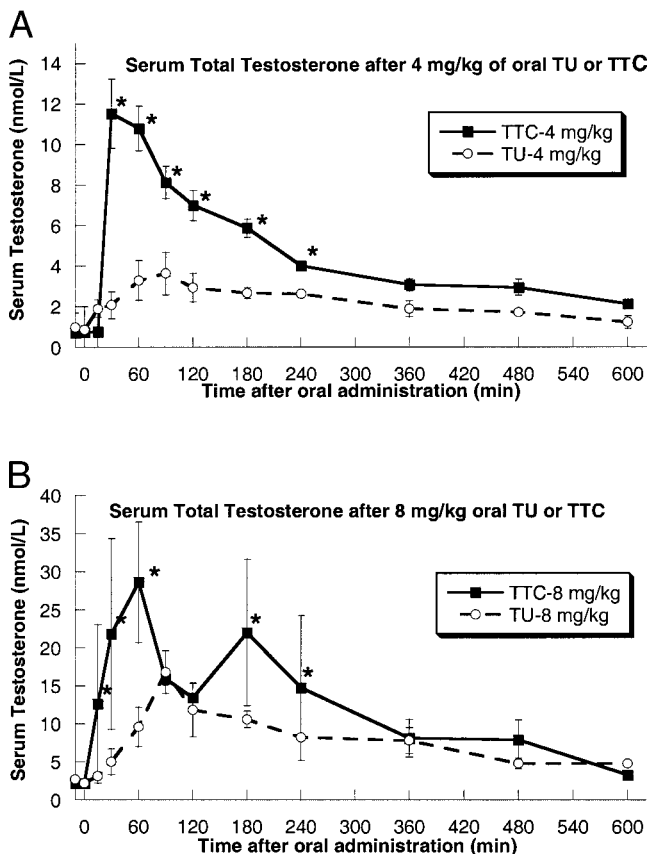 A
Serum Total Testosterone after 4 mg/kg of oral TU or TTC
Serum Testosterone (nmol/L)
14
12
10
8
6
4
2
0
TTC-4 mg/kg
TU-4 mg/kg
*
*
*
*
*
*
0 60 120 180 240 300 360 420 480 540 600
Time after oral administration (min)
B
Serum Total Testosterone after 8 mg/kg oral TU or TTC
Serum Testosterone (nmol/L)
40
35
30
25
20
15
10
5
0
TTC-8 mg/kg
TU-8 mg/kg
*
*
*
*
*
0 60 120 180 240 300 360 420 480 540 600
Time after oral administration (min)